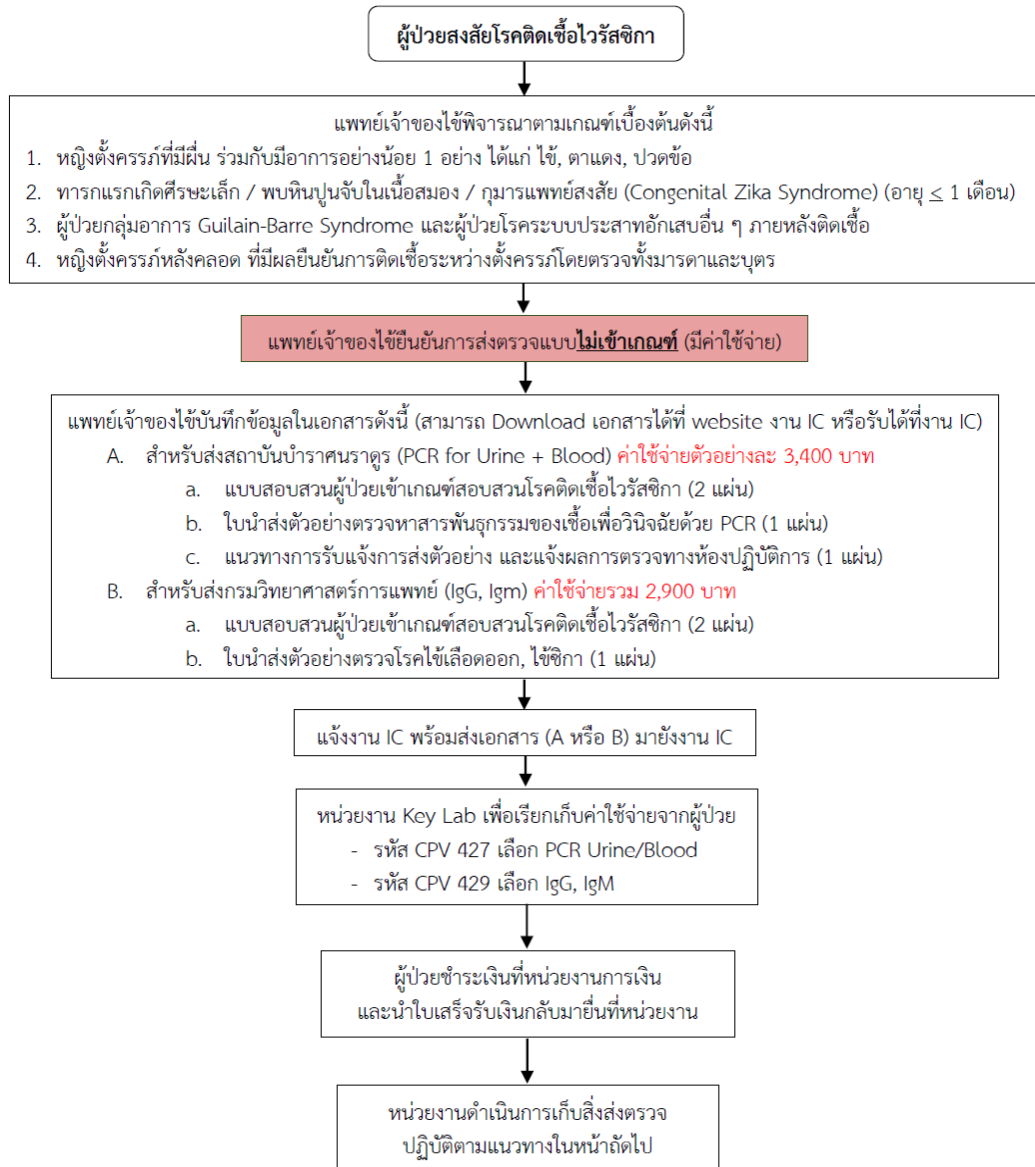 ผู้ป่วยสงสัยโรคติดเชื้อไวรัสซิกา
แพทย์เจ้าของไข้พิจารณาตามเกณฑ์เบื้องต้นดังนี้
1. หญิงตั้งครรภ์ที่มีผื่น ร่วมกับมีอาการอย่างน้อย 1 อย่าง ได้แก่ ไข้, ตาแดง, ปวดข้อ
2. ทารกแรกเกิดศีรษะเล็ก / พบหินปูนจับในเนื้อสมอง / กุมารแพทย์สงสัย (Congenital Zika Syndrome) (อายุ ≤ 1 เดือน)
3. ผู้ป่วยกลุ่มอาการ Guilain-Barre Syndrome และผู้ป่วยโรคระบบประสาทอักเสบอื่น ๆ ภายหลังติดเชื้อ
4. หญิงตั้งครรภ์หลังคลอด ที่มีผลยืนยันการติดเชื้อระหว่างตั้งครรภ์โดยตรวจทั้งมารดาและบุตร
แพทย์เจ้าของไข้ยืนยันการส่งตรวจแบบไม่เข้าเกณฑ์ (มีค่าใช้จ่าย)
แพทย์เจ้าของไข้บันทึกข้อมูลในเอกสารดังนี้ (สามารถ Download เอกสารได้ที่ website งาน IC หรือรับได้ที่งาน IC)
A. สำหรับส่งสถาบันบำราศนราดูร (PCR for Urine + Blood) ค่าใช้จ่ายตัวอย่างละ 3,400 บาท
a. แบบสอบสวนผู้ป่วยเข้าเกณฑ์สอบสวนโรคติดเชื้อไวรัสซิกา (2 แผ่น)
b. ใบนำส่งตัวอย่างตรวจหาสารพันธุกรรมของเชื้อเพื่อวินิจฉัยด้วย PCR (1 แผ่น)
c. แนวทางการรับแจ้งการส่งตัวอย่าง และแจ้งผลการตรวจทางห้องปฏิบัติการ (1 แผ่น)
B. สำหรับส่งกรมวิทยาศาสตร์การแพทย์ (IgG, Igm) ค่าใช้จ่ายรวม 2,900 บาท
a. แบบสอบสวนผู้ป่วยเข้าเกณฑ์สอบสวนโรคติดเชื้อไวรัสซิกา (2 แผ่น)
b. ใบนำส่งตัวอย่างตรวจโรคไข้เลือดออก, ไข้ซิกา (1 แผ่น)
แจ้งงาน IC พร้อมส่งเอกสาร (A หรือ B) มายังงาน IC
หน่วยงาน Key Lab เพื่อเรียกเก็บค่าใช้จ่ายจากผู้ป่วย
- รหัส CPV 427 เลือก PCR Urine/Blood
- รหัส CPV 429 เลือก IgG, IgM
ผู้ป่วยชำระเงินที่หน่วยงานการเงิน
และนำใบเสร็จรับเงินกลับมายื่นที่หน่วยงาน
หน่วยงานดำเนินการเก็บสิ่งส่งตรวจ
ปฏิบัติตามแนวทางในหน้าถัดไป